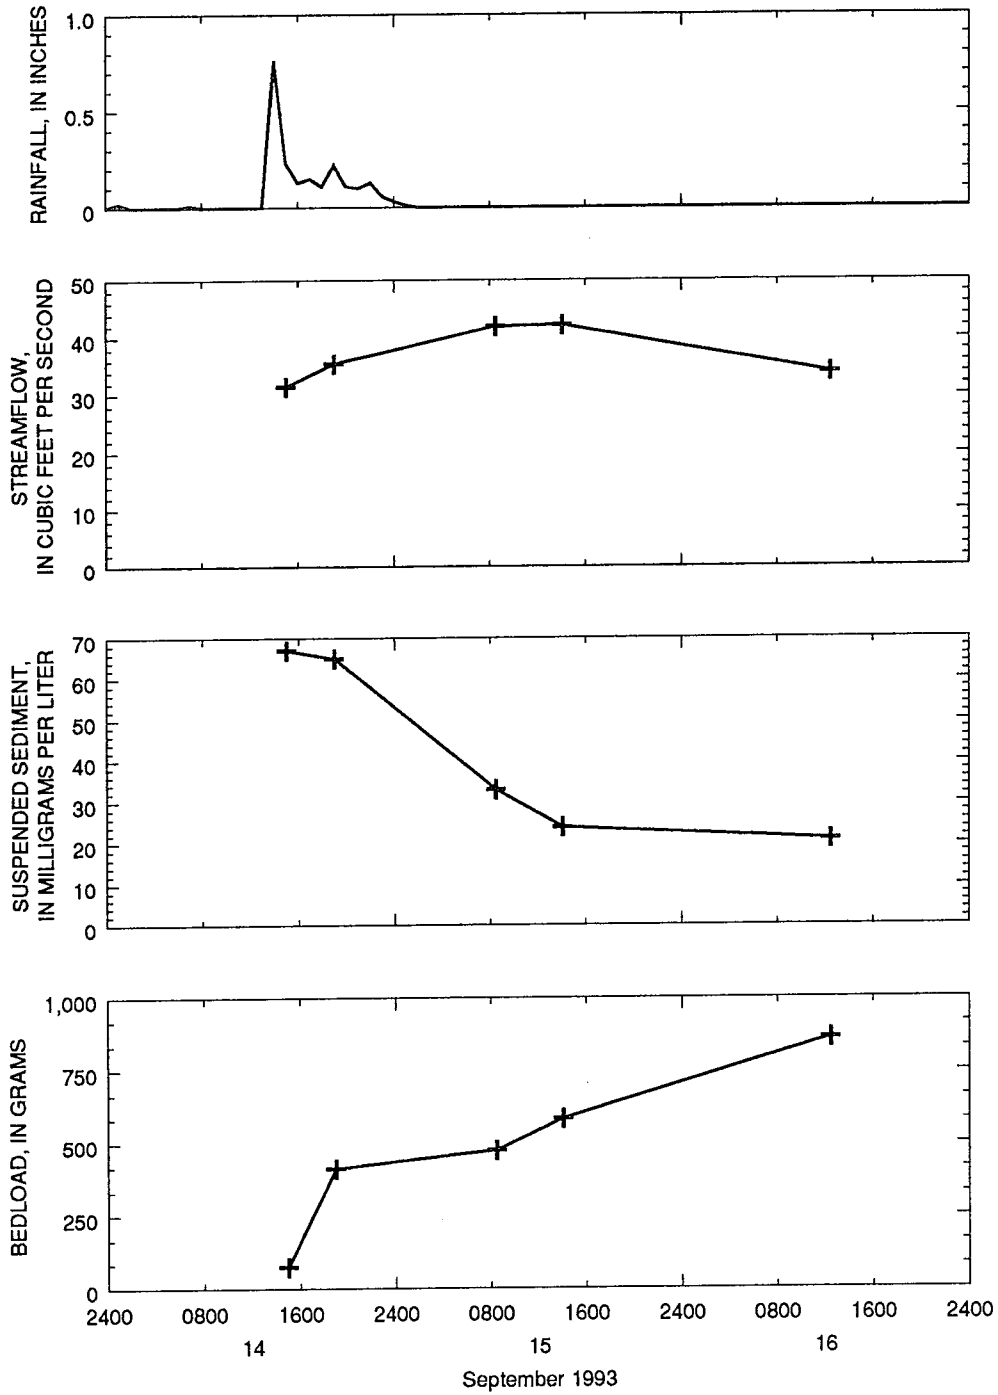 RAINFALL, IN INCHES
1.0
0.5
0
STREAMFLOW,
IN CUBIC FEET PER SECOND
50
40
30
20
10
0
SUSPENDED SEDIMENT,
IN MILLIGRAMS PER LITER
70
60
50
40
30
20
10
0
BEDLOAD, IN GRAMS
1,000
750
500
250
0
2400 0800 1600 2400 0800 1600 2400 0800 1600 2400
14 15 16
September 1993